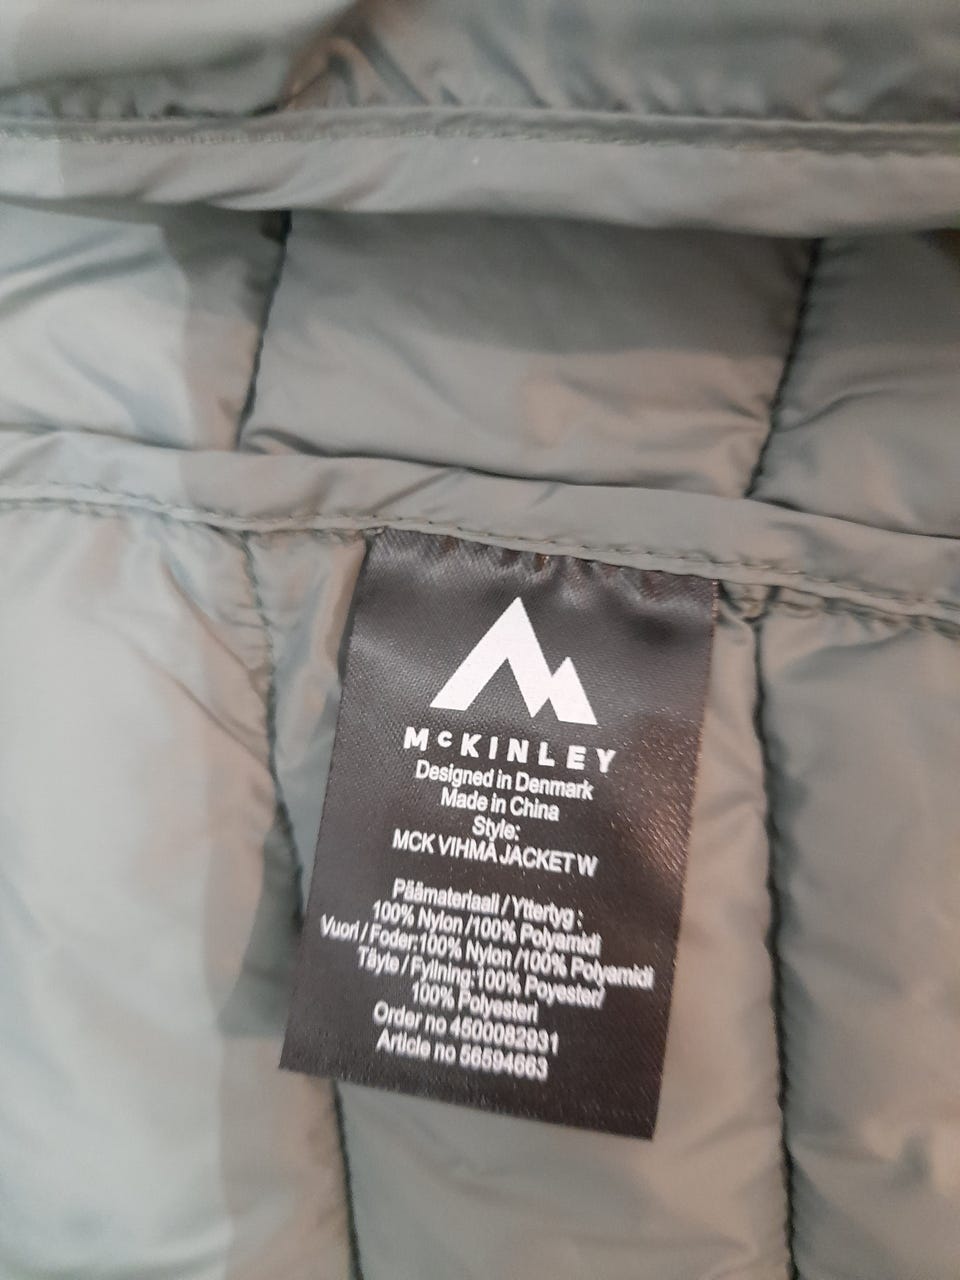 McKINLEY
Designed in Denmark
Made in China
Style:
MCK VIHMA JACKET W
Päämateriaali / Yttertyg :
100% Nylon /100% Polyamidi
Vuori / Foder:100% Nylon /100% Polyamidi
Täyte / Fyllning:100% Poyester/
100% Polyesteri
Order no 4500082931
Article no 56594663